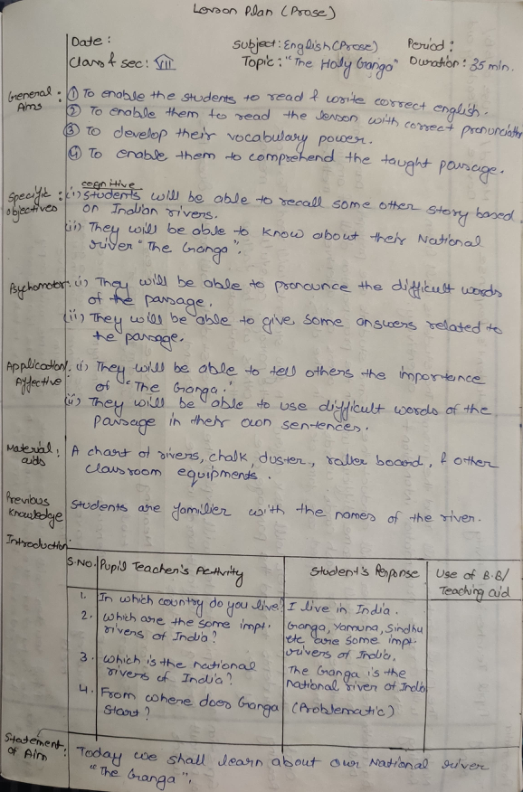 Lesson Plan (Prose)
Date:
Subject: English (Prose)
Period:
Class & sec: VII
Topic: "The Holy Ganga"
Duration: 35 min.
General Aims : ① To enable the students to read & write correct english.
② To enable them to read the lesson with correct pronunciation
③ To develop their vocabulary power.
④ To enable them to comprehend the taught passage.
Specific objectives : cognitive
(i) Students will be able to recall some other story based
on Indian rivers.
(ii) They will be able to know about their National
river "The Ganga".
Psychomotor: (i) They will be able to pronounce the difficult words
of the passage.
(ii) They will be able to give some answers related to
the passage.
Application/Affective : (i) They will be able to tell others the importance
of "The Ganga."
(ii) They will be able to use difficult words of the
passage in their own sentences.
Material aids : A chart of rivers, chalk, duster, roller board, & other
classroom equipments.
Previous Knowledge
Students are familier with the names of the river.
Introduction
S.No. Pupil Teacher's Activity
Student's Reponse
Use of B.B/
Teaching aid
1. In which country do you live?
I live in India.
2. which are the some impt.
rivers of India?
Ganga, Yamuna, Sindhu
etc are some impt.
rivers of India.
3. which is the national
rivers of India?
The Ganga is the
national river of India
4. From where does Ganga
Start?
(Problematic)
Statement of Aim : Today we shall learn about our National river
"The Ganga".